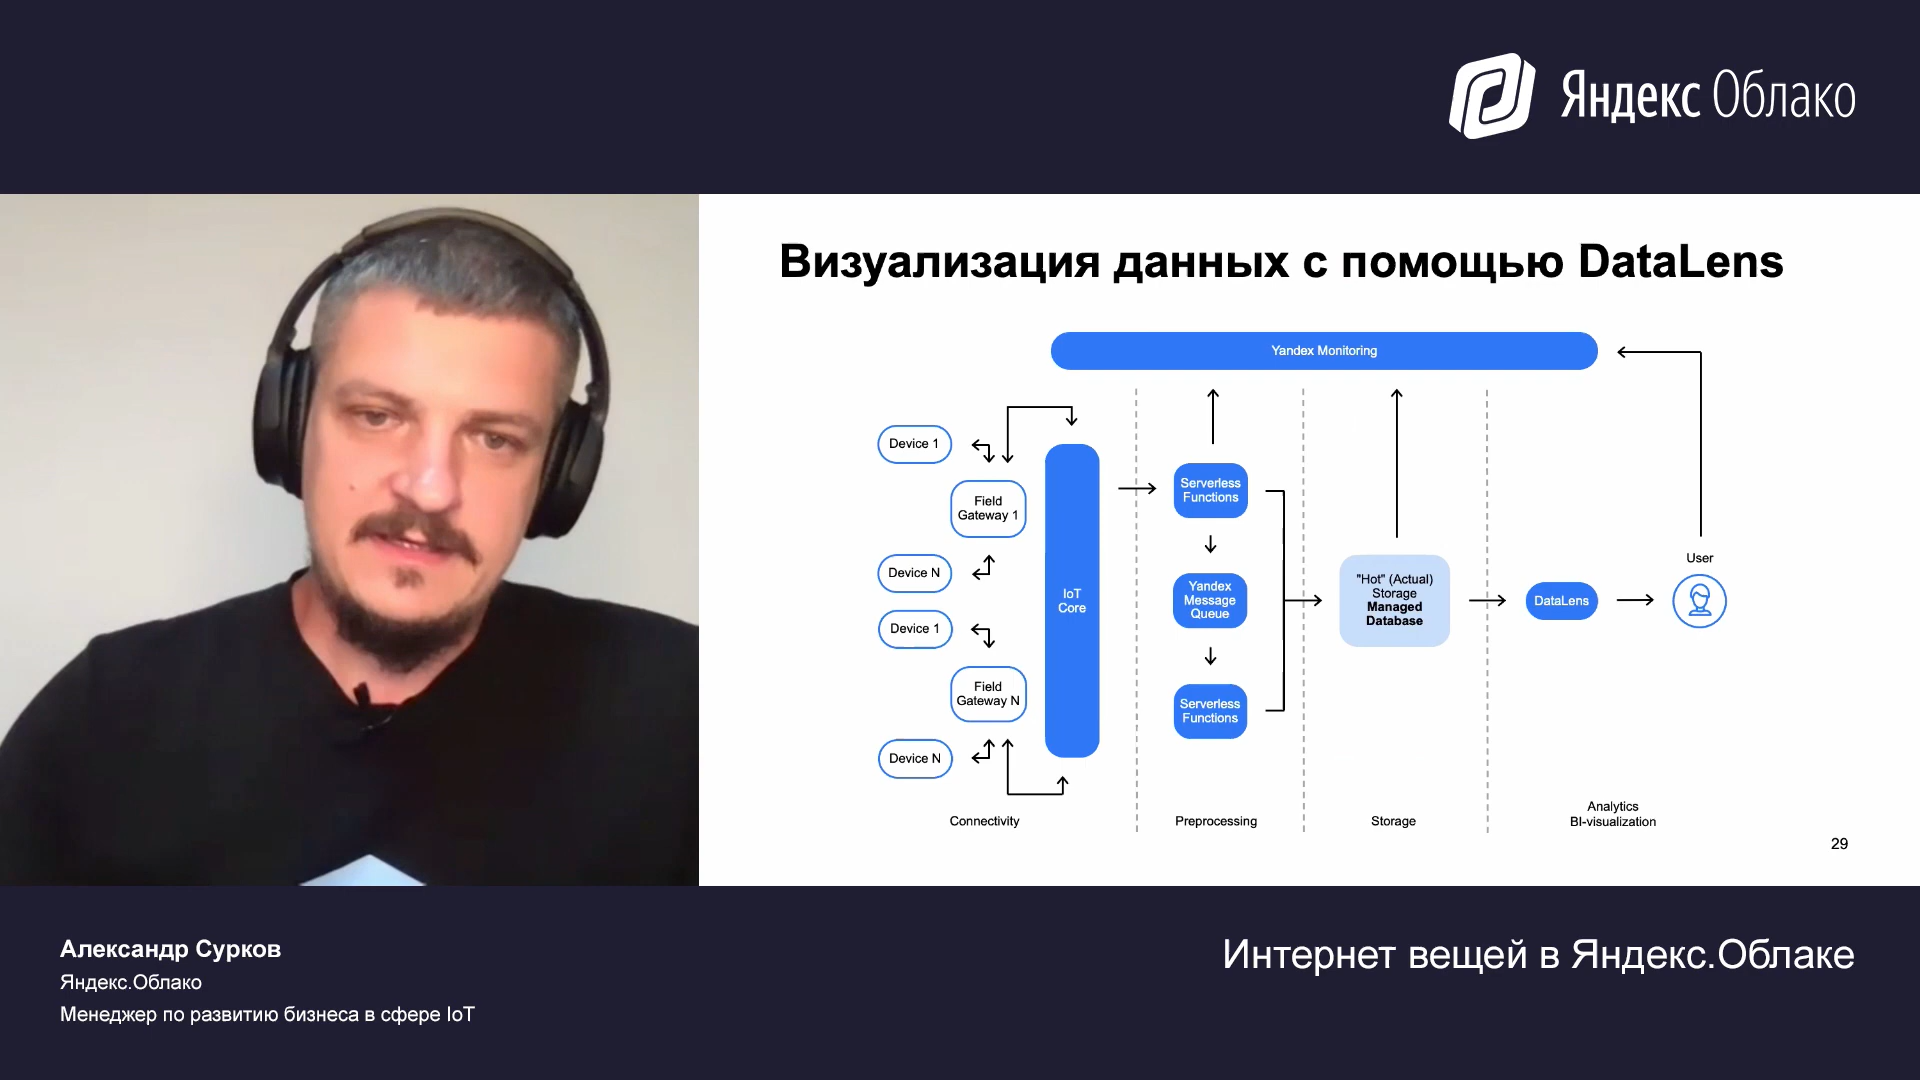 Яндекс Облако
Визуализация данных с помощью DataLens
Yandex Monitoring
Device 1
Field
Gateway 1
Device N
Device 1
Field
Gateway N
Device N
IoT
Core
Serverless
Functions
Yandex
Message
Queue
Serverless
Functions
"Hot" (Actual)
Storage
Managed
Database
DataLens
User
Connectivity
Preprocessing
Storage
Analytics
BI-visualization
29
Александр Сурков
Яндекс.Облако
Менеджер по развитию бизнеса в сфере IoT
Интернет вещей в Яндекс.Облаке